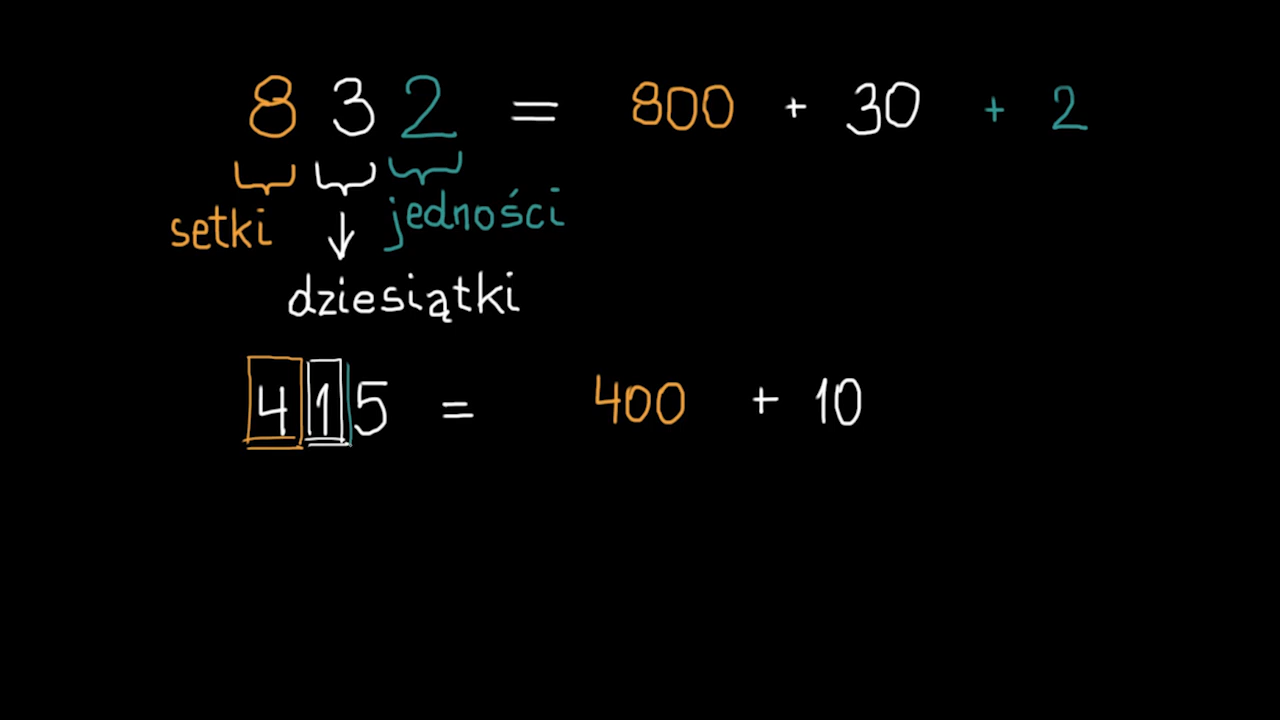 832 = 800 + 30 + 2
setki jedności
dziesiątki
415 = 400 + 10